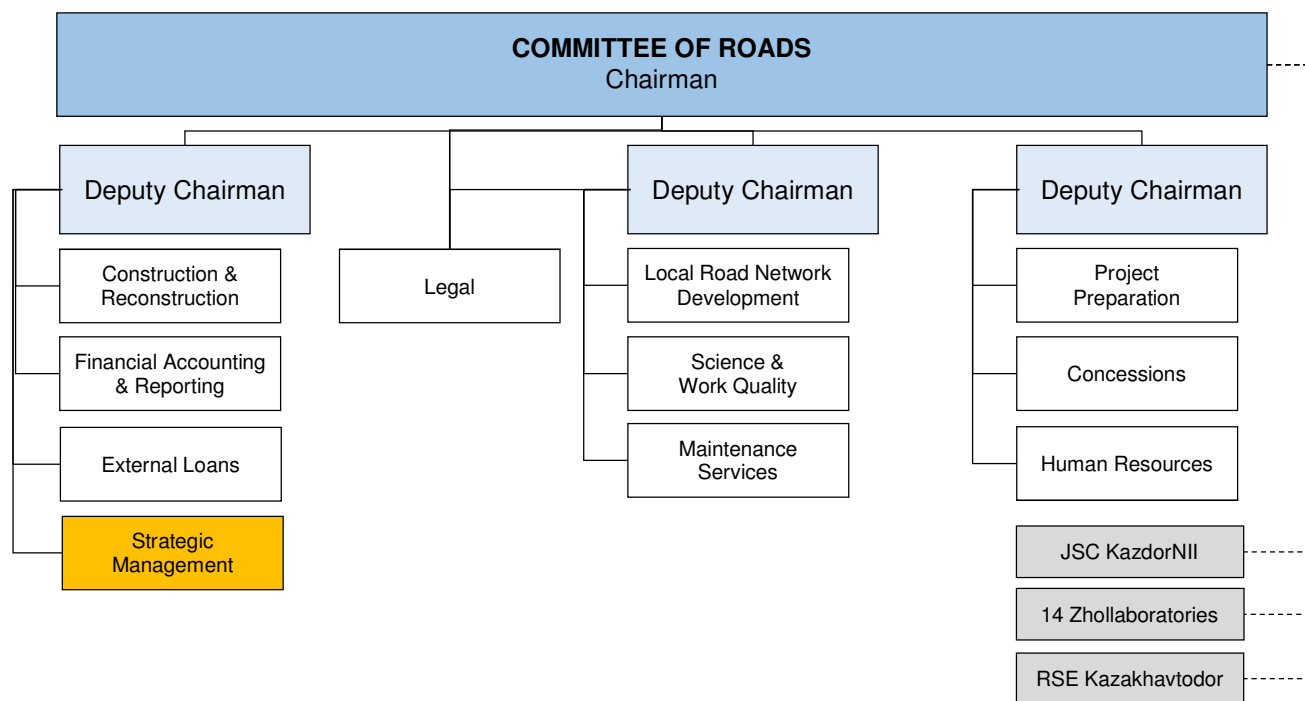 COMMITTEE OF ROADS
Chairman
Deputy Chairman
Deputy Chairman
Deputy Chairman
Construction &
Reconstruction
Legal
Local Road Network
Development
Project
Preparation
Financial Accounting
& Reporting
Science &
Work Quality
Concessions
External Loans
Maintenance
Services
Human Resources
Strategic
Management
JSC KazdorNII
14 Zhollaboratories
RSE Kazakhavtodor